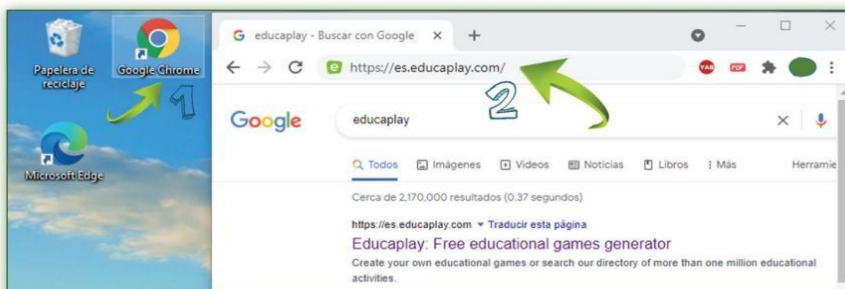 Papelera de
reciclaje
Google Chrome
1
Microsoft Edge
educaplay - Buscar con Google
https://es.educaplay.com/
YAB
PDF
2
Google
educaplay
Todos
Imágenes
Videos
Noticias
Libros
Más
Herramie
Cerca de 2,170,000 resultados (0.37 segundos)
https://es.educaplay.com Traducir esta página
Educaplay: Free educational games generator
Create your own educational games or search our directory of more than one million educational
activities.